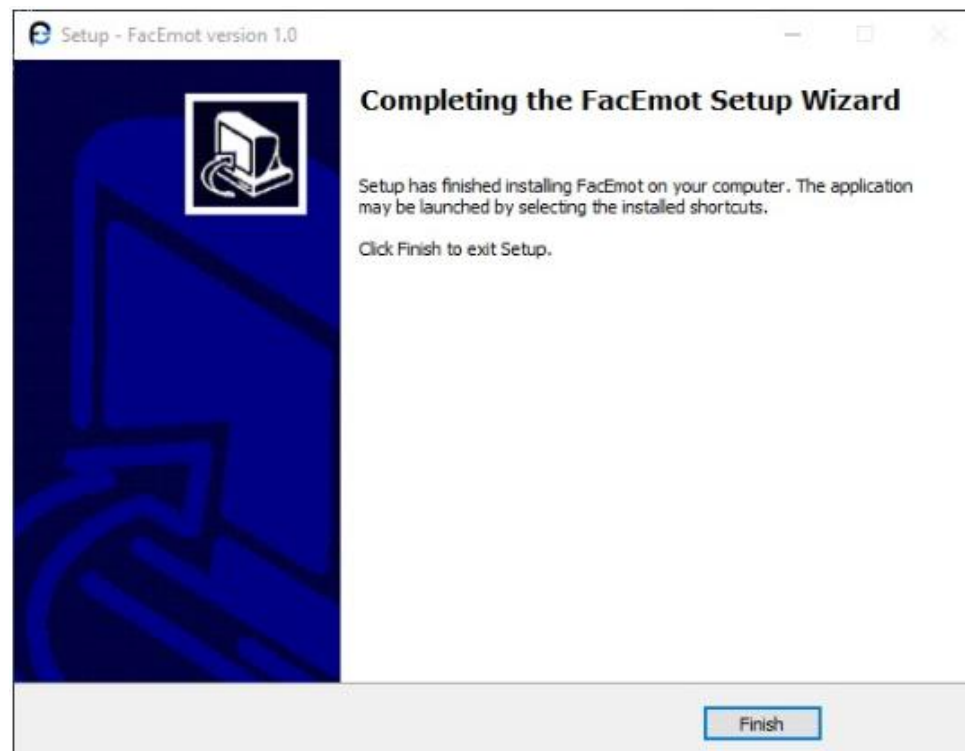 Setup - FacEmot version 1.0
Completing the FacEmot Setup Wizard
Setup has finished installing FacEmot on your computer. The application
may be launched by selecting the installed shortcuts.
Click Finish to exit Setup.
Finish